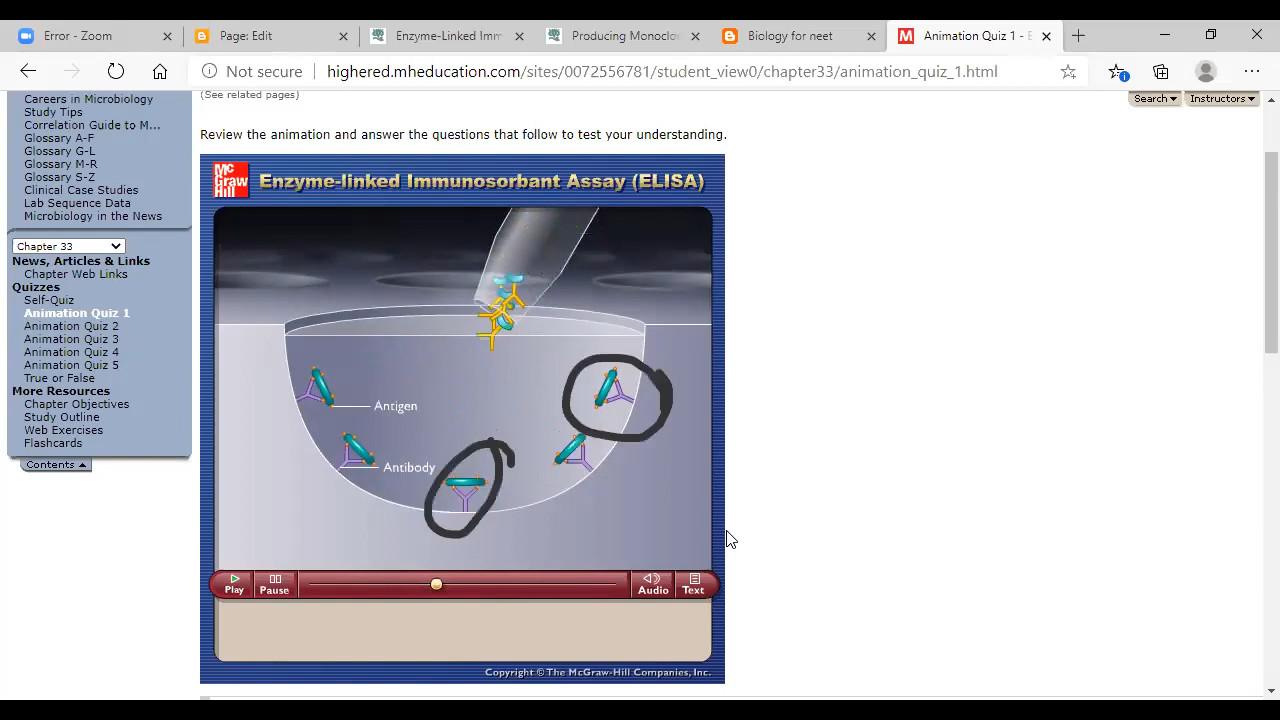 Error - Zoom
Page: Edit
Enzyme-Linked Imm
Producing Monoclo
Biology for neet
Animation Quiz 1 - E
Not secure
highered.mheducation.com/sites/0072556781/student_view0/chapter33/animation_quiz_1.html
Careers in Microbiology
Study Tips
Correlation Guide to M...
Glossary A-F
Glossary G-L
Glossary M-R
Glossary S-Z
Clinical Case Studies
Lab Sequence Data
Microbiology in the News
Chapter 33
Chapter Web Links
Quizzes
Self-Quiz
Animation Quiz 1
Animation Quiz 2
Animation Quiz 3
Animation Quiz 4
Animation Quiz 5
True or False
More Resources
Chapter Objectives
Study Outline
Web Exercises
Flashcards
Contents
(See related pages)
Search
Instructors
Review the animation and answer the questions that follow to test your understanding.
Mc
Graw
Hill
Enzyme-linked Immunosorbant Assay (ELISA)
Antigen
Antibody
Play
Pause
Audio
Text
Copyright © The McGraw-Hill Companies, Inc.